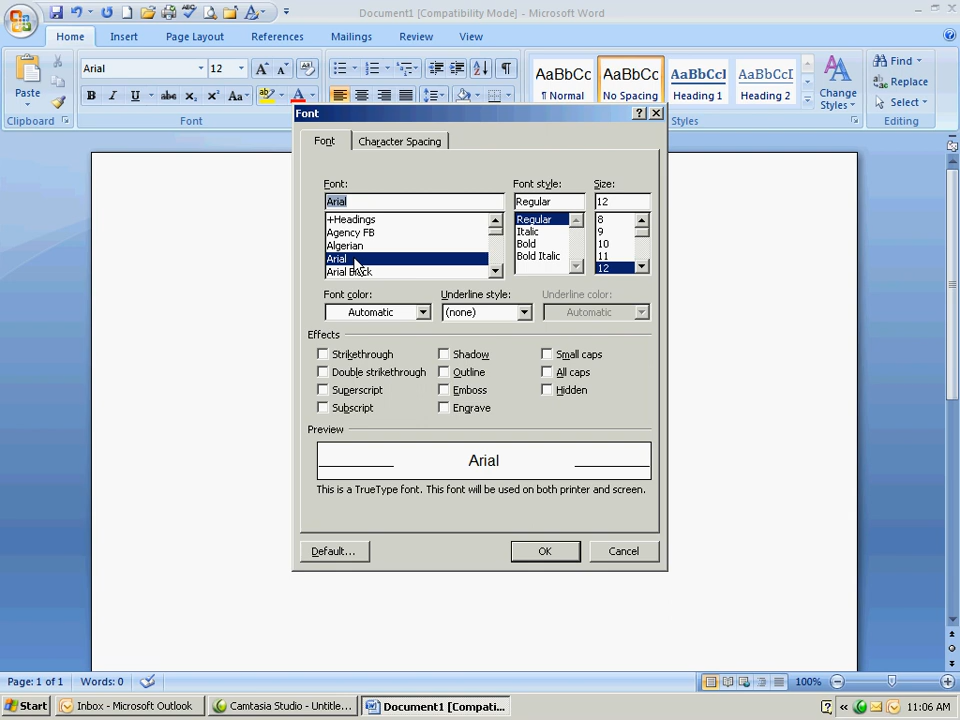 Document1 [Compatibility Mode] - Microsoft Word
Home Insert Page Layout References Mailings Review View
Paste
Arial 12
AaBbCc AaBbCc AaBbCcI AaBbCcI
¶ Normal No Spacing Heading 1 Heading 2
Change Styles
Find
Replace
Select
Clipboard Font Styles Editing
Font
Font Character Spacing
Font: Font style: Size:
Arial Regular 12
+Headings
Agency FB
Algerian
Arial
Arial Black
Regular
Italic
Bold
Bold Italic
8
9
10
11
12
Font color: Underline style: Underline color:
Automatic (none) Automatic
Effects
Strikethrough Shadow Small caps
Double strikethrough Outline All caps
Superscript Emboss Hidden
Subscript Engrave
Preview
Arial
This is a TrueType font. This font will be used on both printer and screen.
Default... OK Cancel
Page: 1 of 1 Words: 0 100%
Start Inbox - Microsoft Outlook Camtasia Studio - Untitle... Document1 [Compati... 11:06 AM